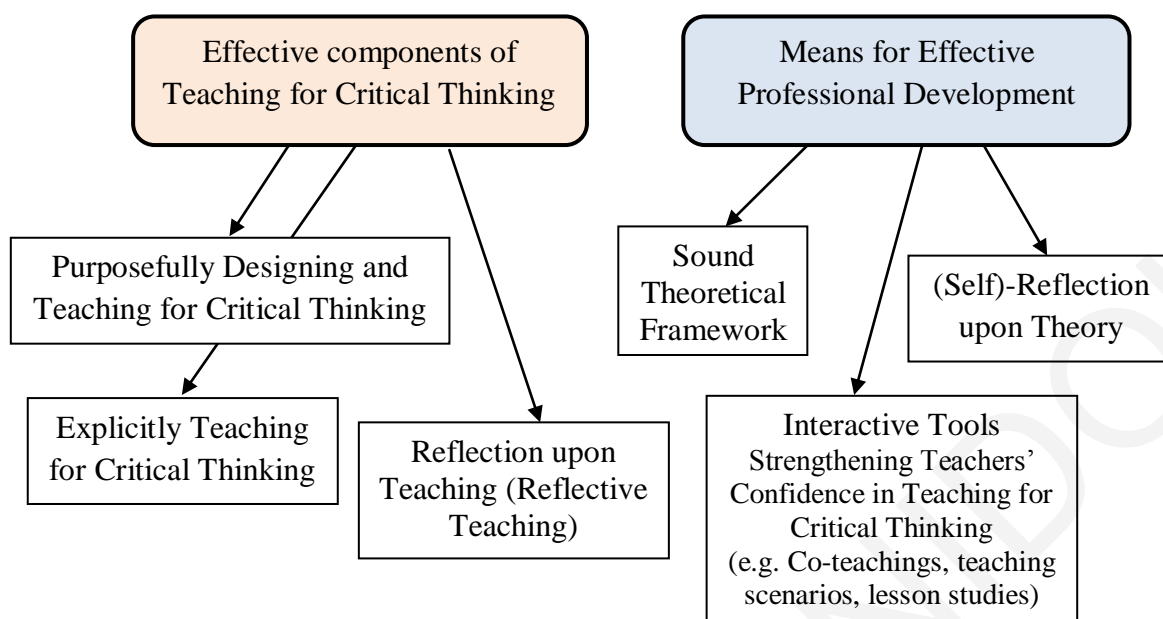 Effective components of
Teaching for Critical Thinking
Means for Effective
Professional Development
Purposefully Designing and
Teaching for Critical Thinking
Sound
Theoretical
Framework
(Self)-Reflection
upon Theory
Explicitly Teaching
for Critical Thinking
Reflection upon
Teaching (Reflective
Teaching)
Interactive Tools
Strengthening Teachers’
Confidence in Teaching for
Critical Thinking
(e.g. Co-teachings, teaching
scenarios, lesson studies)